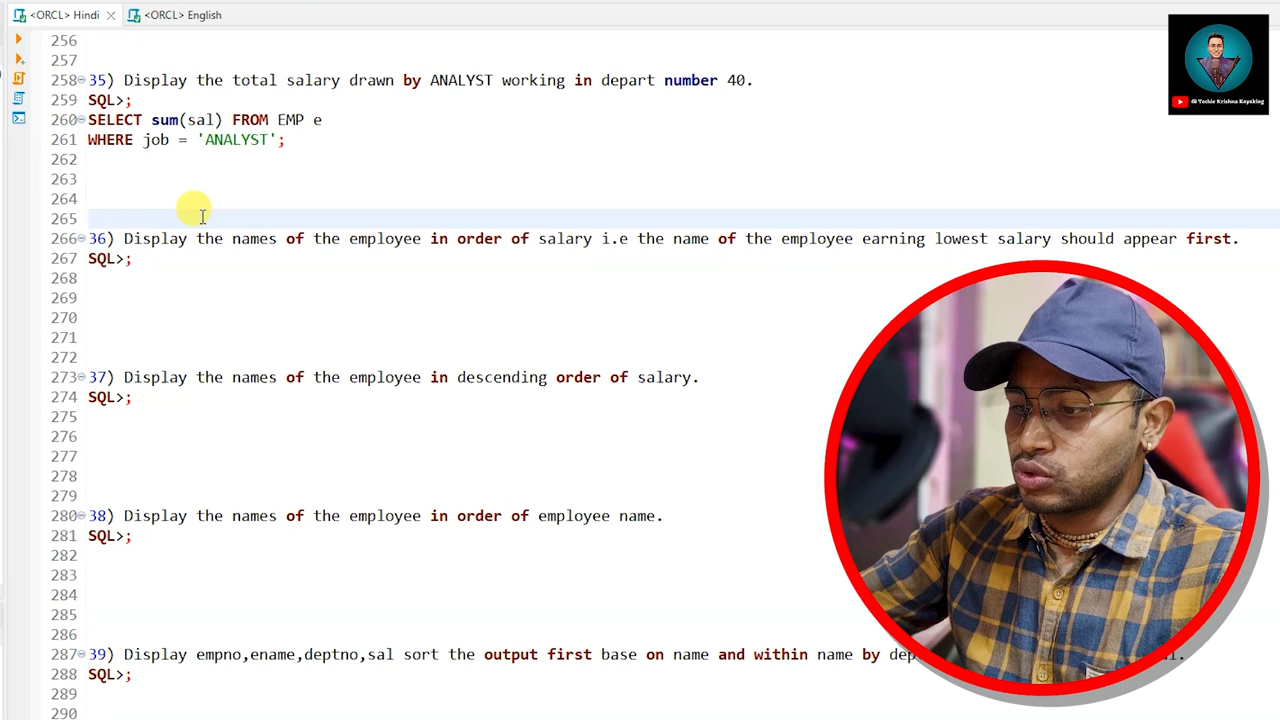 <ORCL> Hindi
<ORCL> English
256
257
258 35) Display the total salary drawn by ANALYST working in depart number 40.
259 SQL>;
260 SELECT sum(sal) FROM EMP e
261 WHERE job = 'ANALYST';
262
263
264
265
266 36) Display the names of the employee in order of salary i.e the name of the employee earning lowest salary should appear first.
267 SQL>;
268
269
270
271
272
273 37) Display the names of the employee in descending order of salary.
274 SQL>;
275
276
277
278
279
280 38) Display the names of the employee in order of employee name.
281 SQL>;
282
283
284
285
286
287 39) Display empno,ename,deptno,sal sort the output first base on name and within name by
288 SQL>;
289
290
@ Teckie Krishna Kaysking